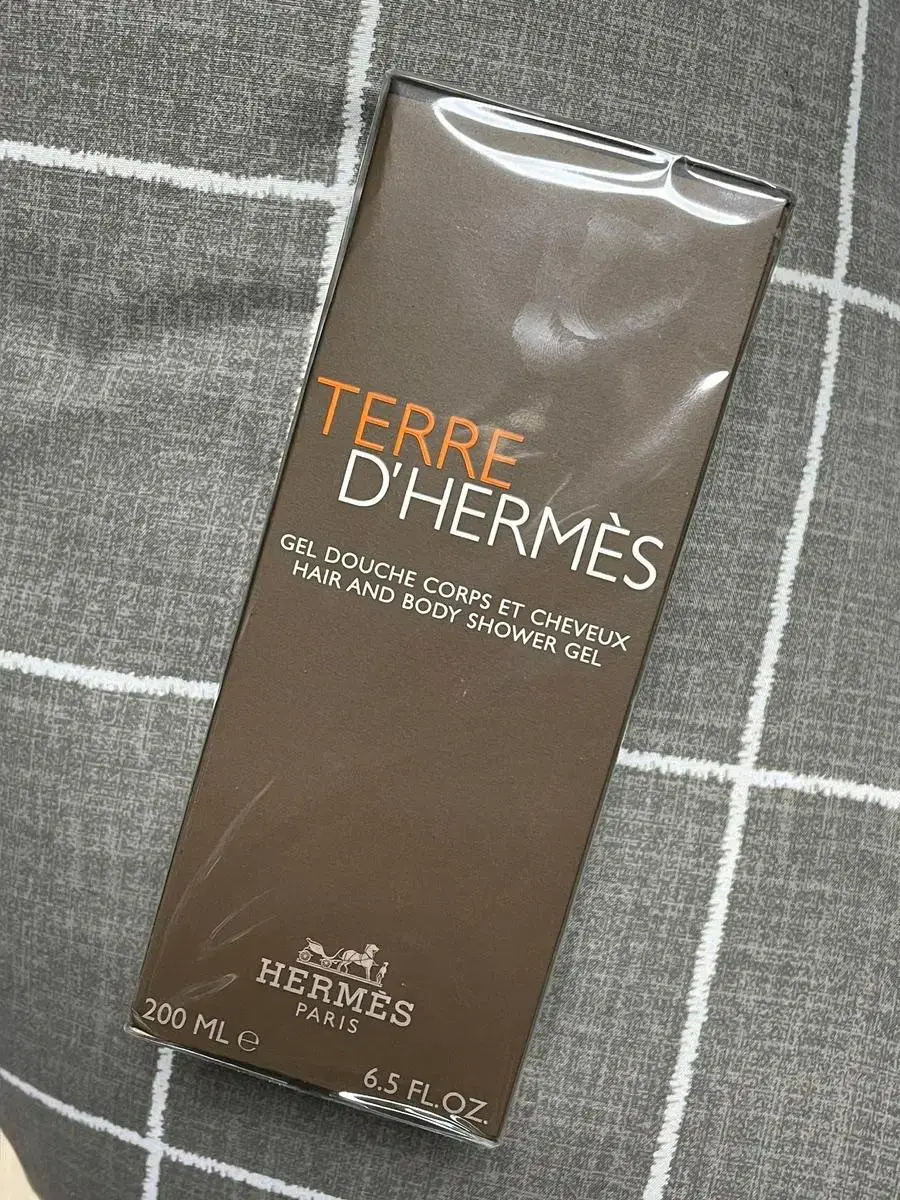 TERRE
D'HERMÈS
GEL DOUCHE CORPS ET CHEVEUX
HAIR AND BODY SHOWER GEL
HERMÈS
PARIS
200 ML ℮
6.5 FL.OZ.